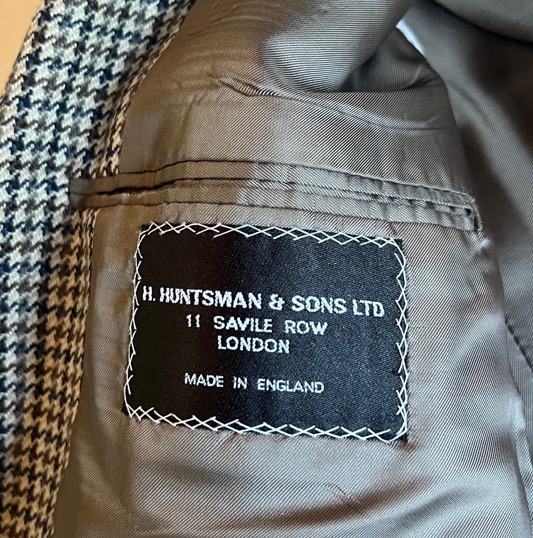 H. HUNTSMAN & SONS LTD
11 SAVILE ROW
LONDON
MADE IN ENGLAND